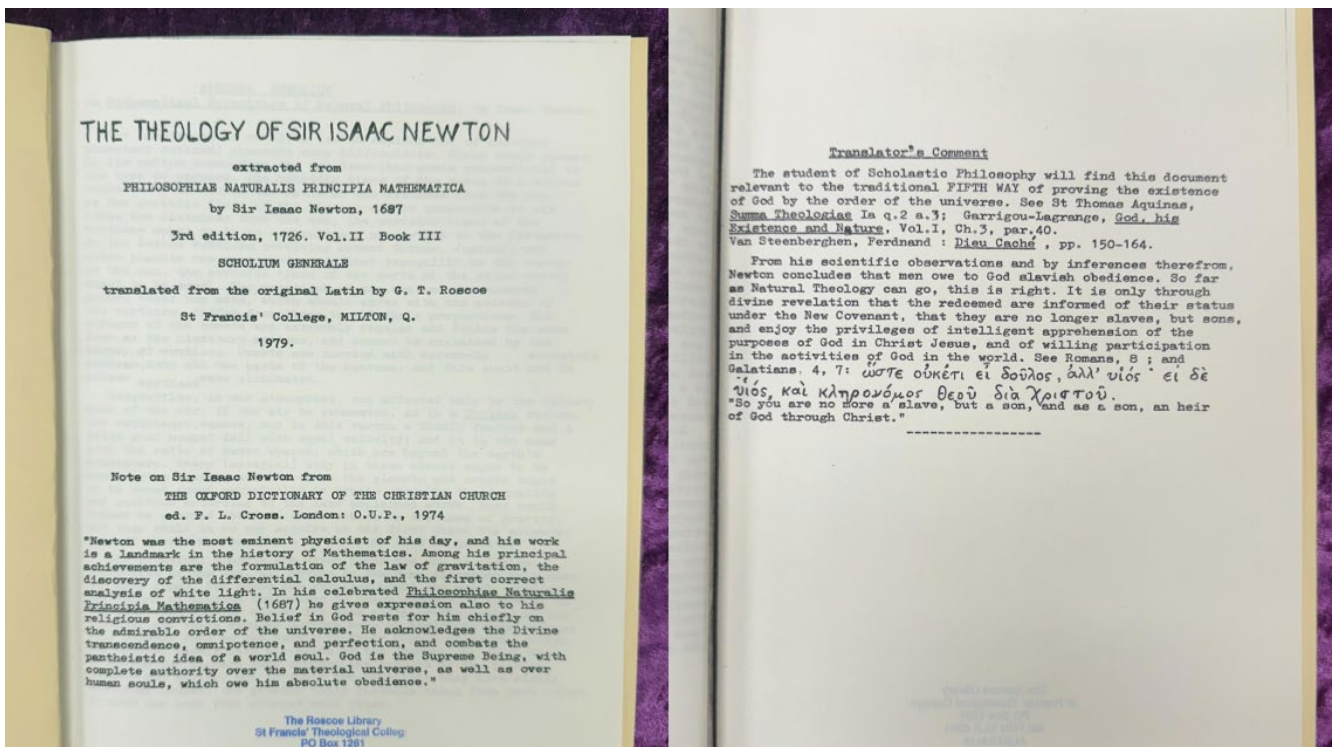 THE THEOLOGY OF SIR ISAAC NEWTON
extracted from
PHILOSOPHIAE NATURALIS PRINCIPIA MATHEMATICA
by Sir Isaac Newton, 1687
3rd edition, 1726. Vol.II Book III
SCHOLIUM GENERALE
translated from the original Latin by G. T. Roscoe
St Francis' College, MILTON, Q.
1979.
Note on Sir Isaac Newton from
THE OXFORD DICTIONARY OF THE CHRISTIAN CHURCH
ed. F. L. Cross. London: O.U.P., 1974
"Newton was the most eminent physicist of his day, and his work
is a landmark in the history of Mathematics. Among his principal
achievements are the formulation of the law of gravitation, the
discovery of the differential calculus, and the first correct
analysis of white light. In his celebrated Philosophiae Naturalis
Principia Mathematica (1687) he gives expression also to his
religious convictions. Belief in God rests for him chiefly on
the admirable order of the universe. He acknowledges the Divine
transcendence, omnipotence, and perfection, and combats the
pantheistic idea of a world soul. God is the Supreme Being, with
complete authority over the material universe, as well as over
human souls, which owe him absolute obedience."
The Roscoe Library
St Francis' Theological Colleg
PO Box 1261
Translator's Comment
The student of Scholastic Philosophy will find this document
relevant to the traditional FIFTH WAY of proving the existence
of God by the order of the universe. See St Thomas Aquinas,
Summa Theologiae Ia q.2 a.3; Garrigou-Lagrange, God, his
Existence and Nature, Vol.I, Ch.3, par.40.
Van Steenberghen, Ferdnand : Dieu Caché , pp. 150-164.
From his scientific observations and by inferences therefrom,
Newton concludes that men owe to God slavish obedience. So far
as Natural Theology can go, this is right. It is only through
divine revelation that the redeemed are informed of their status
under the New Covenant, that they are no longer slaves, but sons,
and enjoy the privileges of intelligent apprehension of the
purposes of God in Christ Jesus, and of willing participation
in the activities of God in the world. See Romans, 8 ; and
Galatians. 4, 7: ὥστε οὐκέτι εἶ δοῦλος, ἀλλ' υἱός · εἰ δὲ
υἱός, καὶ κληρονόμος θεοῦ διὰ Χριστοῦ.
"So you are no more a slave, but a son, and as a son, an heir
of God through Christ."